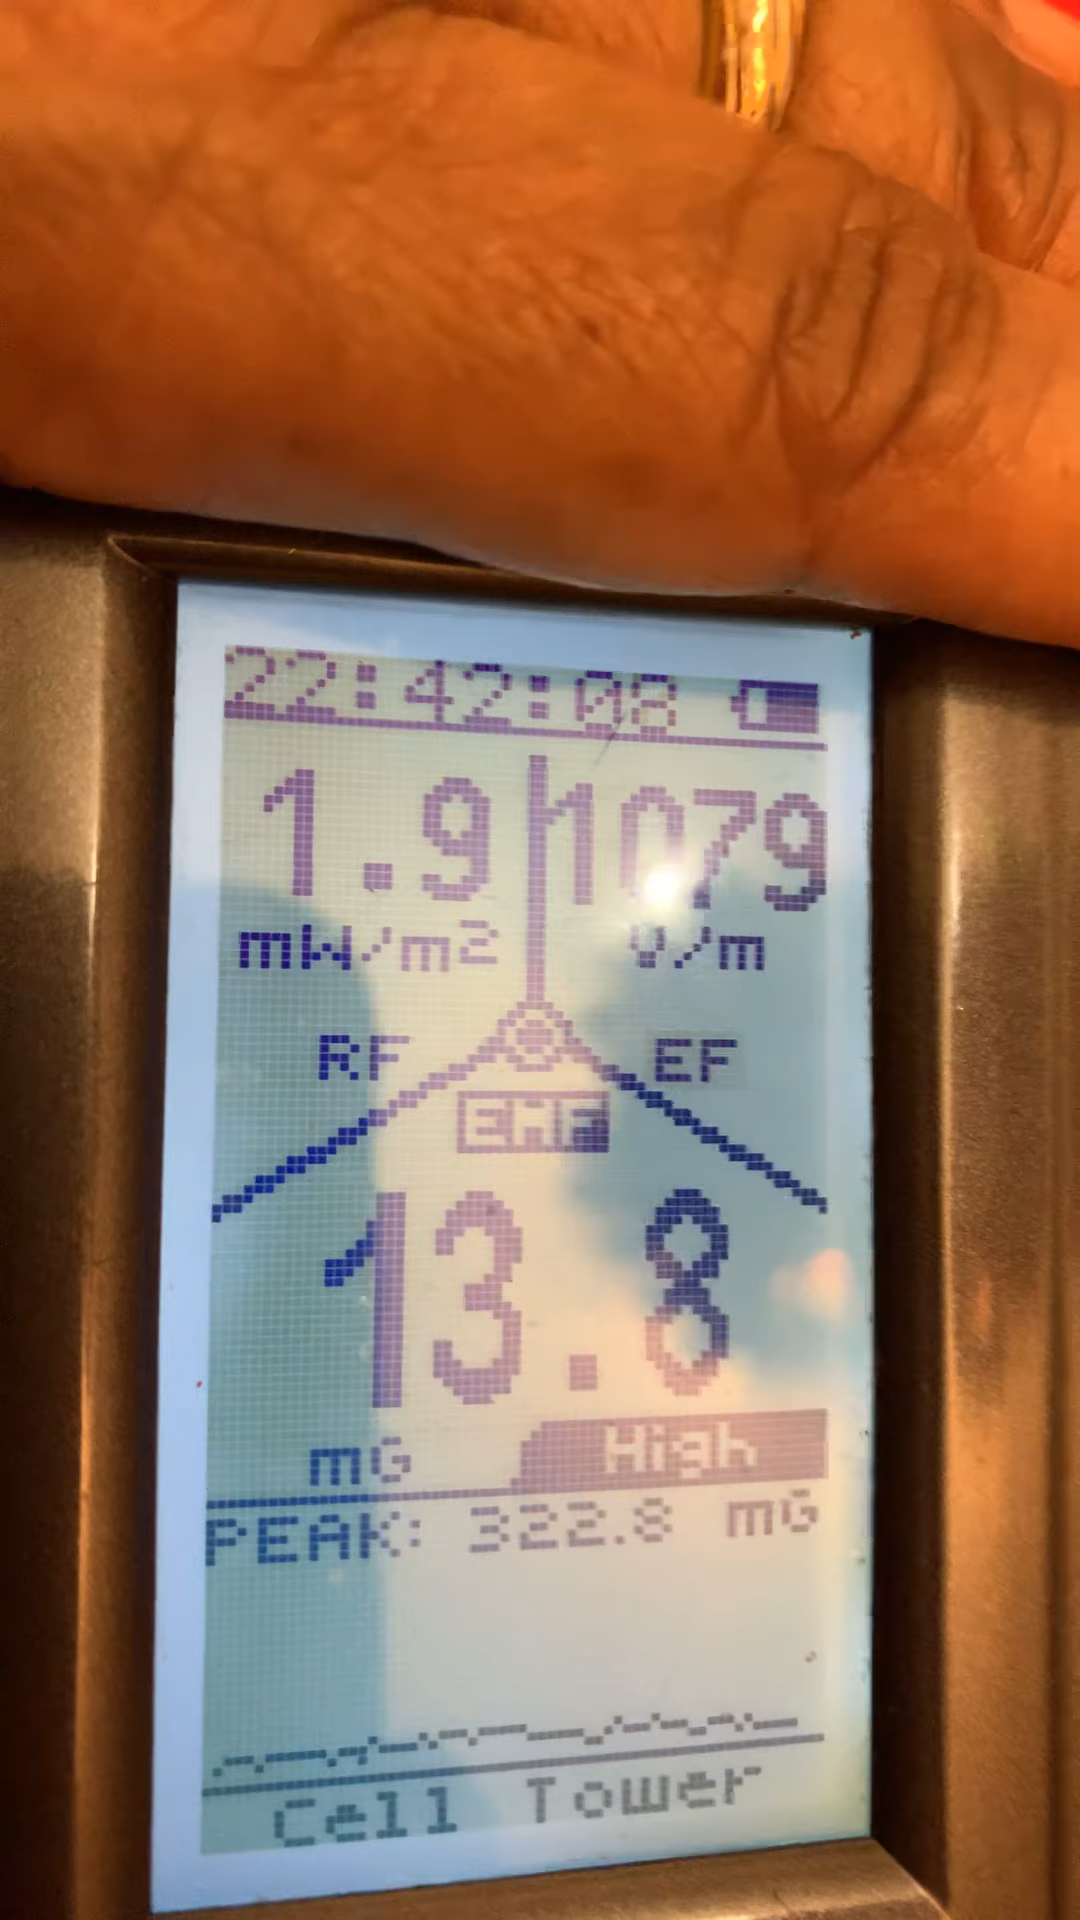 22:42:08
1.9 1079
mW/m2 V/m
RF EF
EMF
13.8
mG High
PEAK: 322.8 mG
Cell Tower